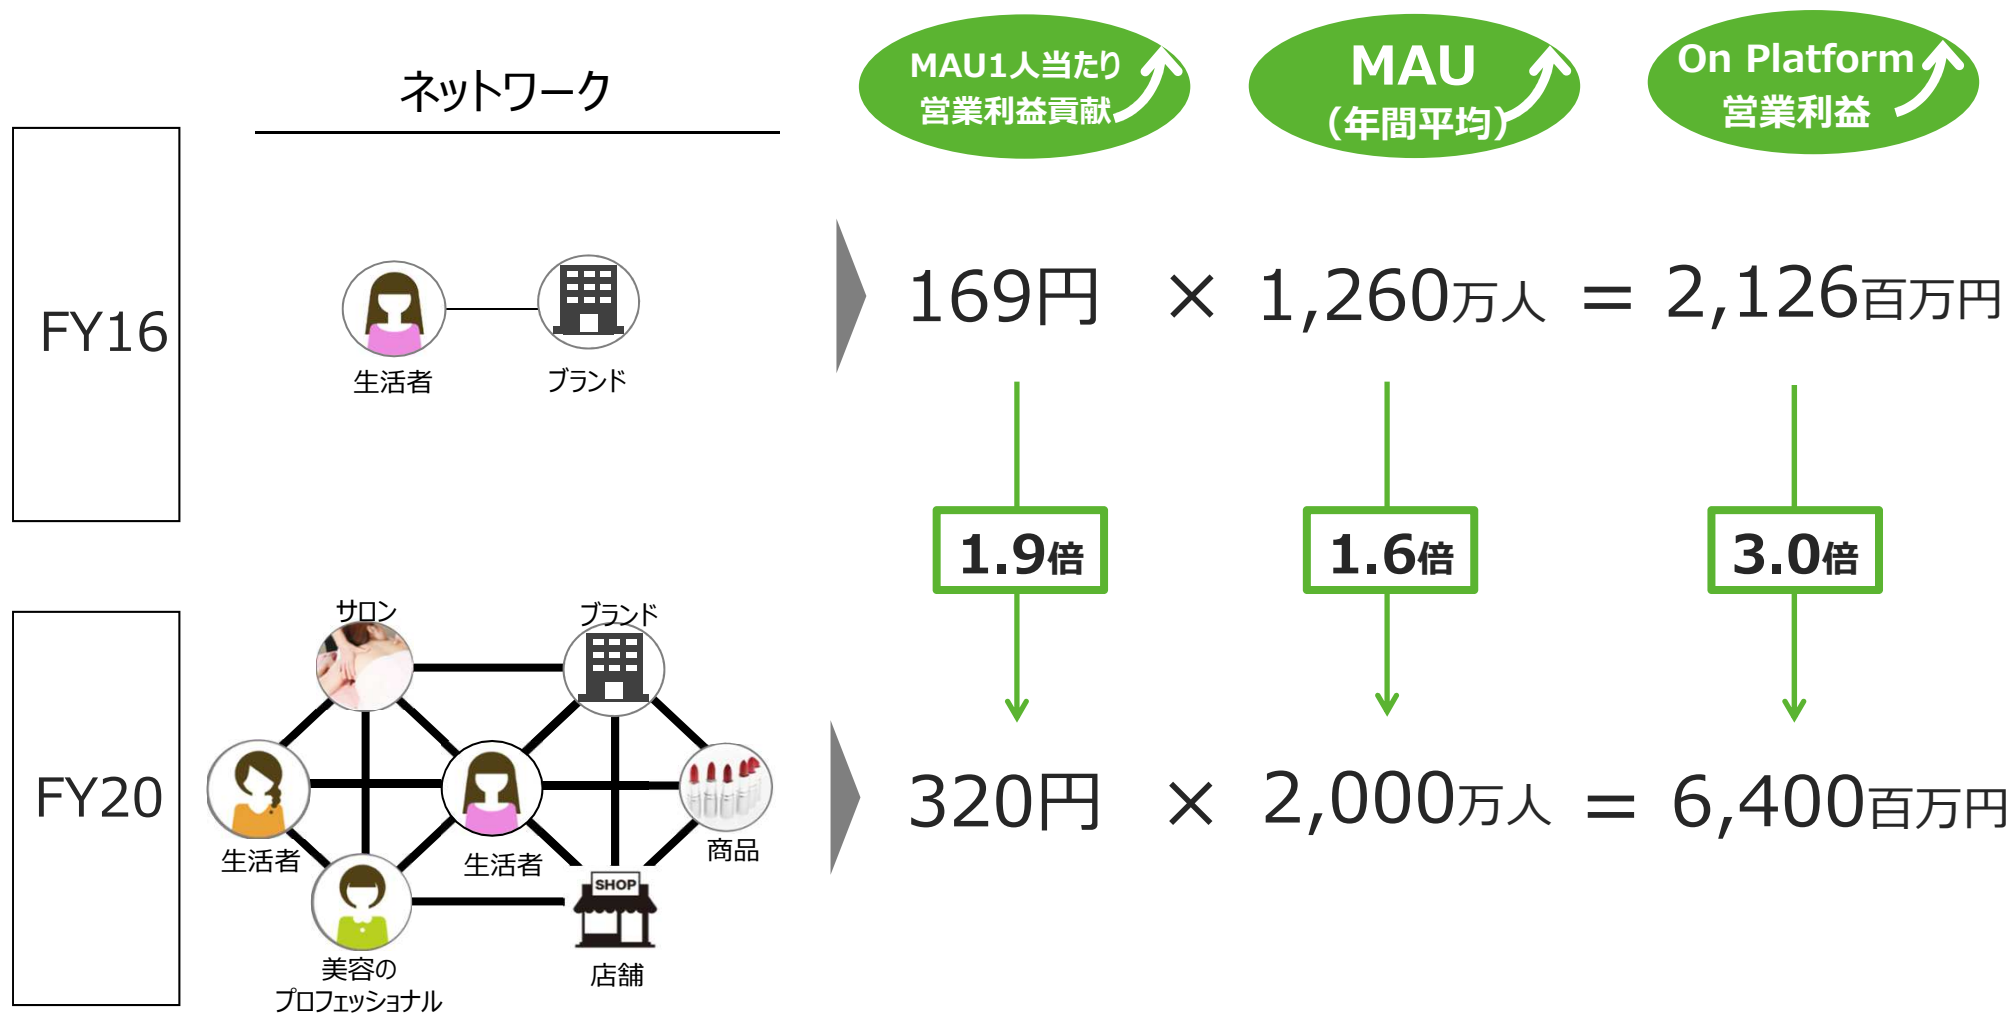 ネットワーク
MAU1人当たり
営業利益貢献
MAU
（年間平均）
On Platform
営業利益
FY16
生活者
ブランド
169円 × 1,260万人 = 2,126百万円
1.9倍
1.6倍
3.0倍
FY20
サロン
ブランド
生活者
生活者
商品
SHOP
美容の
プロフェッショナル
店舗
320円 × 2,000万人 = 6,400百万円